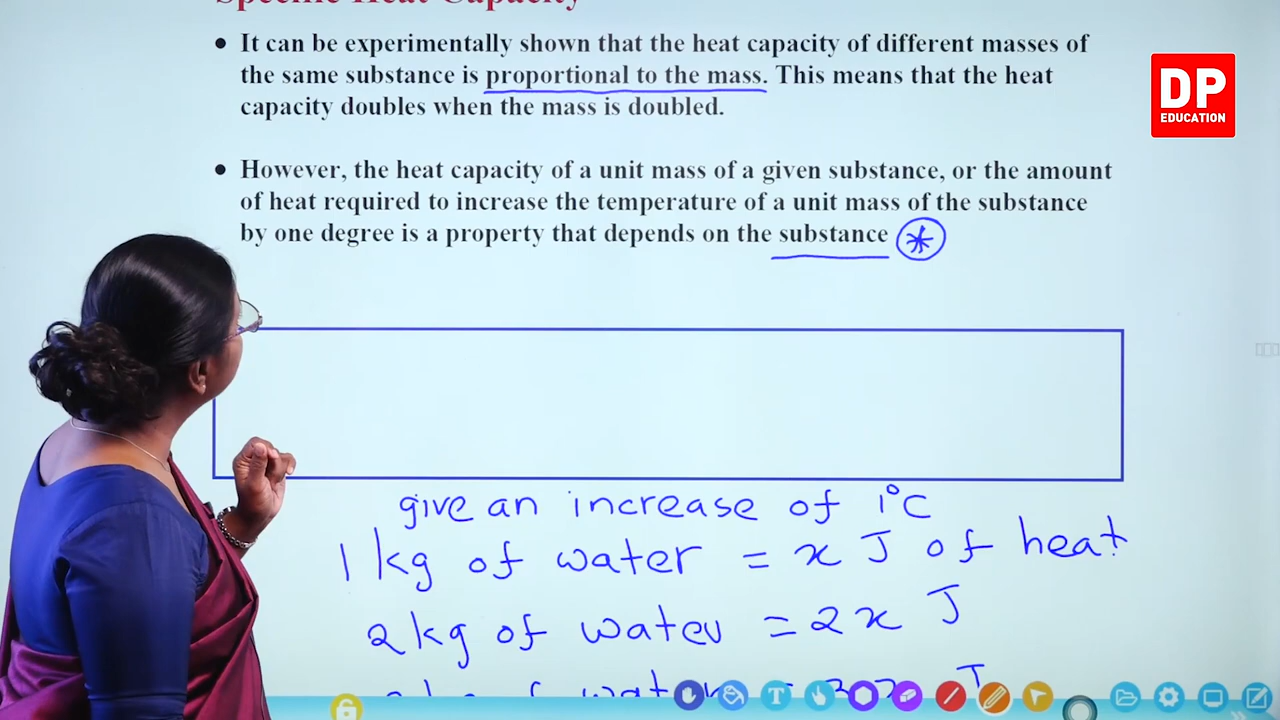 Specific Heat Capacity
• It can be experimentally shown that the heat capacity of different masses of
the same substance is proportional to the mass. This means that the heat
capacity doubles when the mass is doubled.
DP
EDUCATION
• However, the heat capacity of a unit mass of a given substance, or the amount
of heat required to increase the temperature of a unit mass of the substance
by one degree is a property that depends on the substance *
give an increase of 1°C
1 kg of water = x J of heat
2 kg of water = 2x J